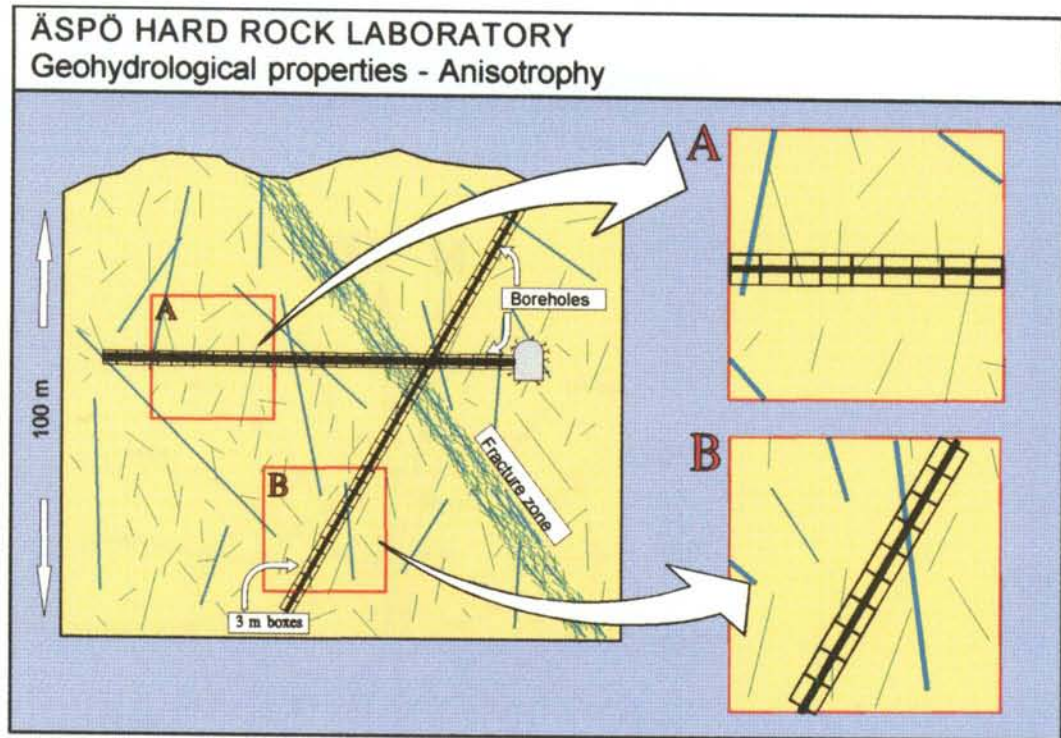 ÄSPÖ HARD ROCK LABORATORY
Geohydrological properties - Anisotrophy
A
Boreholes
A
100 m
B
Fracture zone
B
3 m boxes